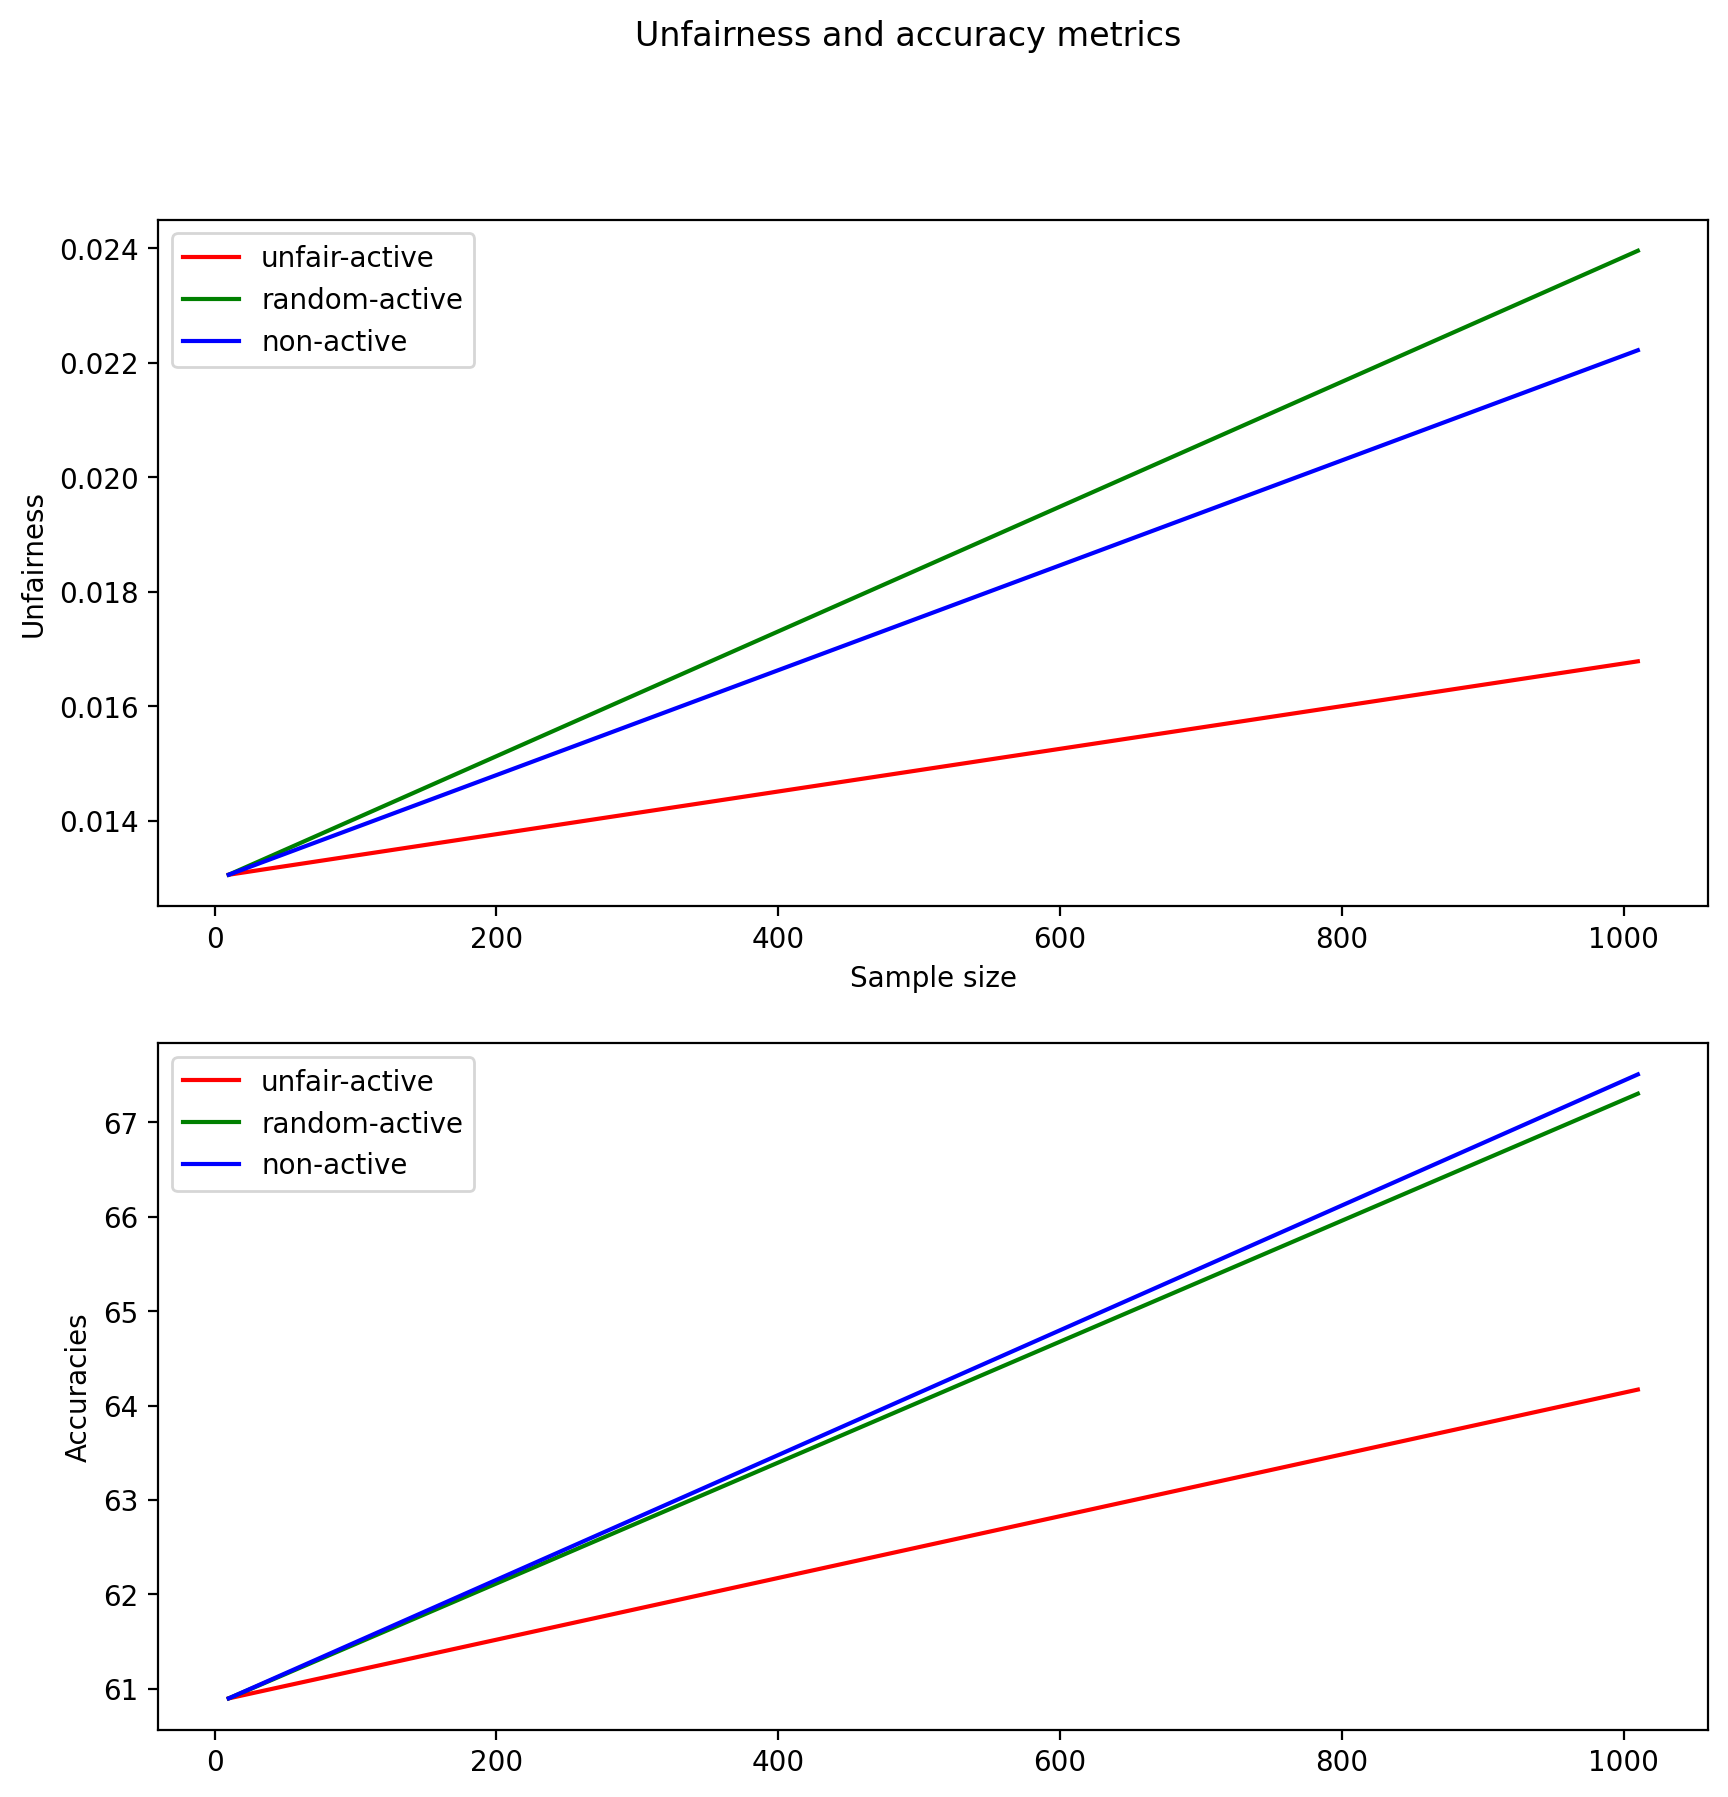 Unfairness and accuracy metrics
unfair-active
random-active
non-active
0.024
0.022
0.020
0.018
0.016
0.014
Unfairness
0 200 400 600 800 1000
Sample size
unfair-active
random-active
non-active
67
66
65
64
63
62
61
Accuracies
0 200 400 600 800 1000